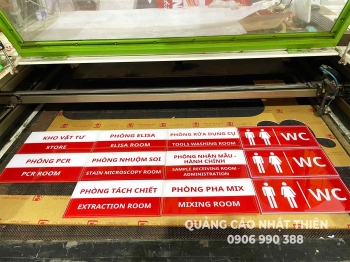 KHO VẬT TƯ
STORE
PHÒNG ELISA
ELISA ROOM
PHÒNG RỬA DỤNG CỤ
TOOLS WASHING ROOM
WC
PHÒNG PCR
PCR ROOM
PHÒNG NHUỘM SOI
STAIN MICROSCOPY ROOM
PHÒNG NHẬN MẪU -
HÀNH CHÍNH
SAMPLE RECEIVING ROOM -
ADMINISTRATION
WC
PHÒNG TÁCH CHIẾT
EXTRACTION ROOM
PHÒNG PHA MIX
MIXING ROOM
WC
QUẢNG CÁO NHẤT THIÊN
0906 990 388